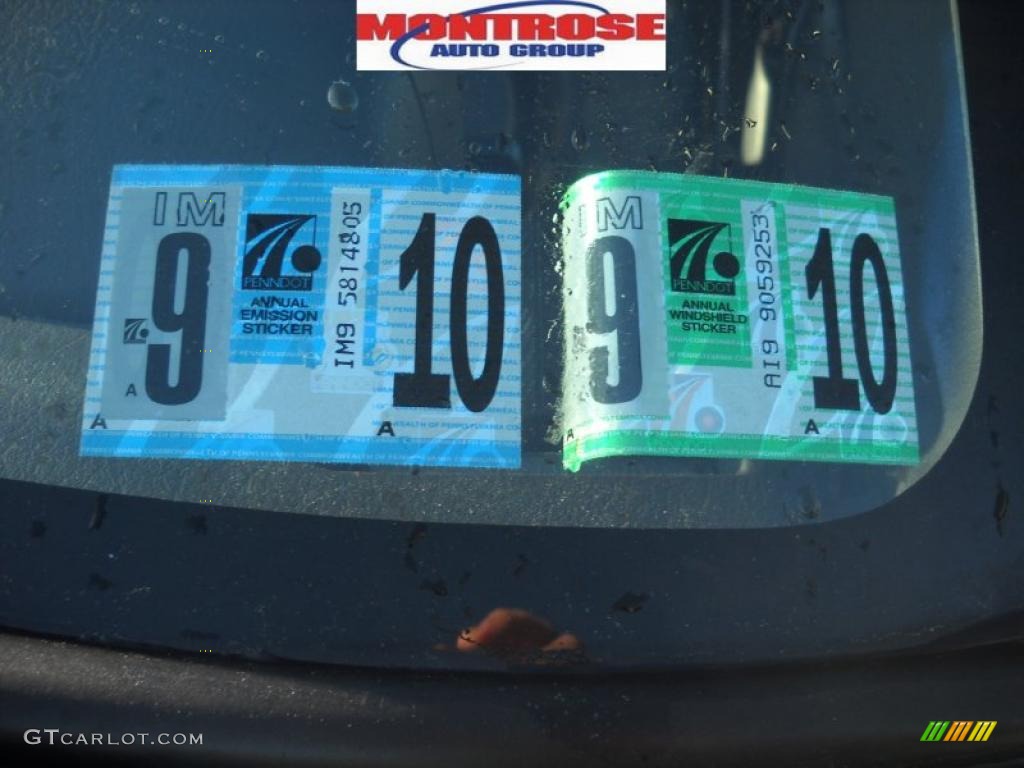 MONTROSE
AUTO GROUP
IM
9
A
A
PENNDOT
ANNUAL
EMISSION
STICKER
IM9 5814805
10
A
IM
9
A
PENNDOT
ANNUAL
WINDSHIELD
STICKER
AI9 9059253
10
A
GTCARLOT.COM